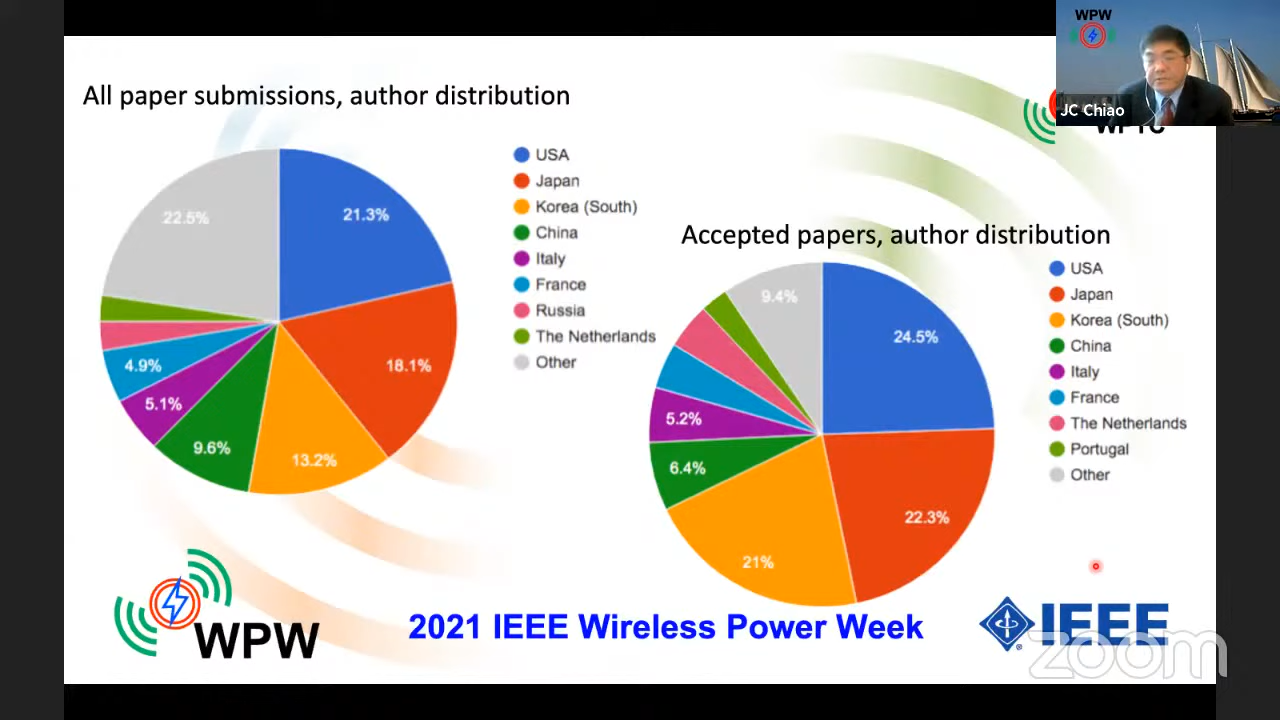 WPW
JC Chiao
All paper submissions, author distribution
22.5%
21.3%
18.1%
13.2%
9.6%
5.1%
4.9%
USA
Japan
Korea (South)
China
Italy
France
Russia
The Netherlands
Other
Accepted papers, author distribution
9.4%
24.5%
22.3%
21%
6.4%
5.2%
USA
Japan
Korea (South)
China
Italy
France
The Netherlands
Portugal
Other
WPW
2021 IEEE Wireless Power Week
IEEE
zoom